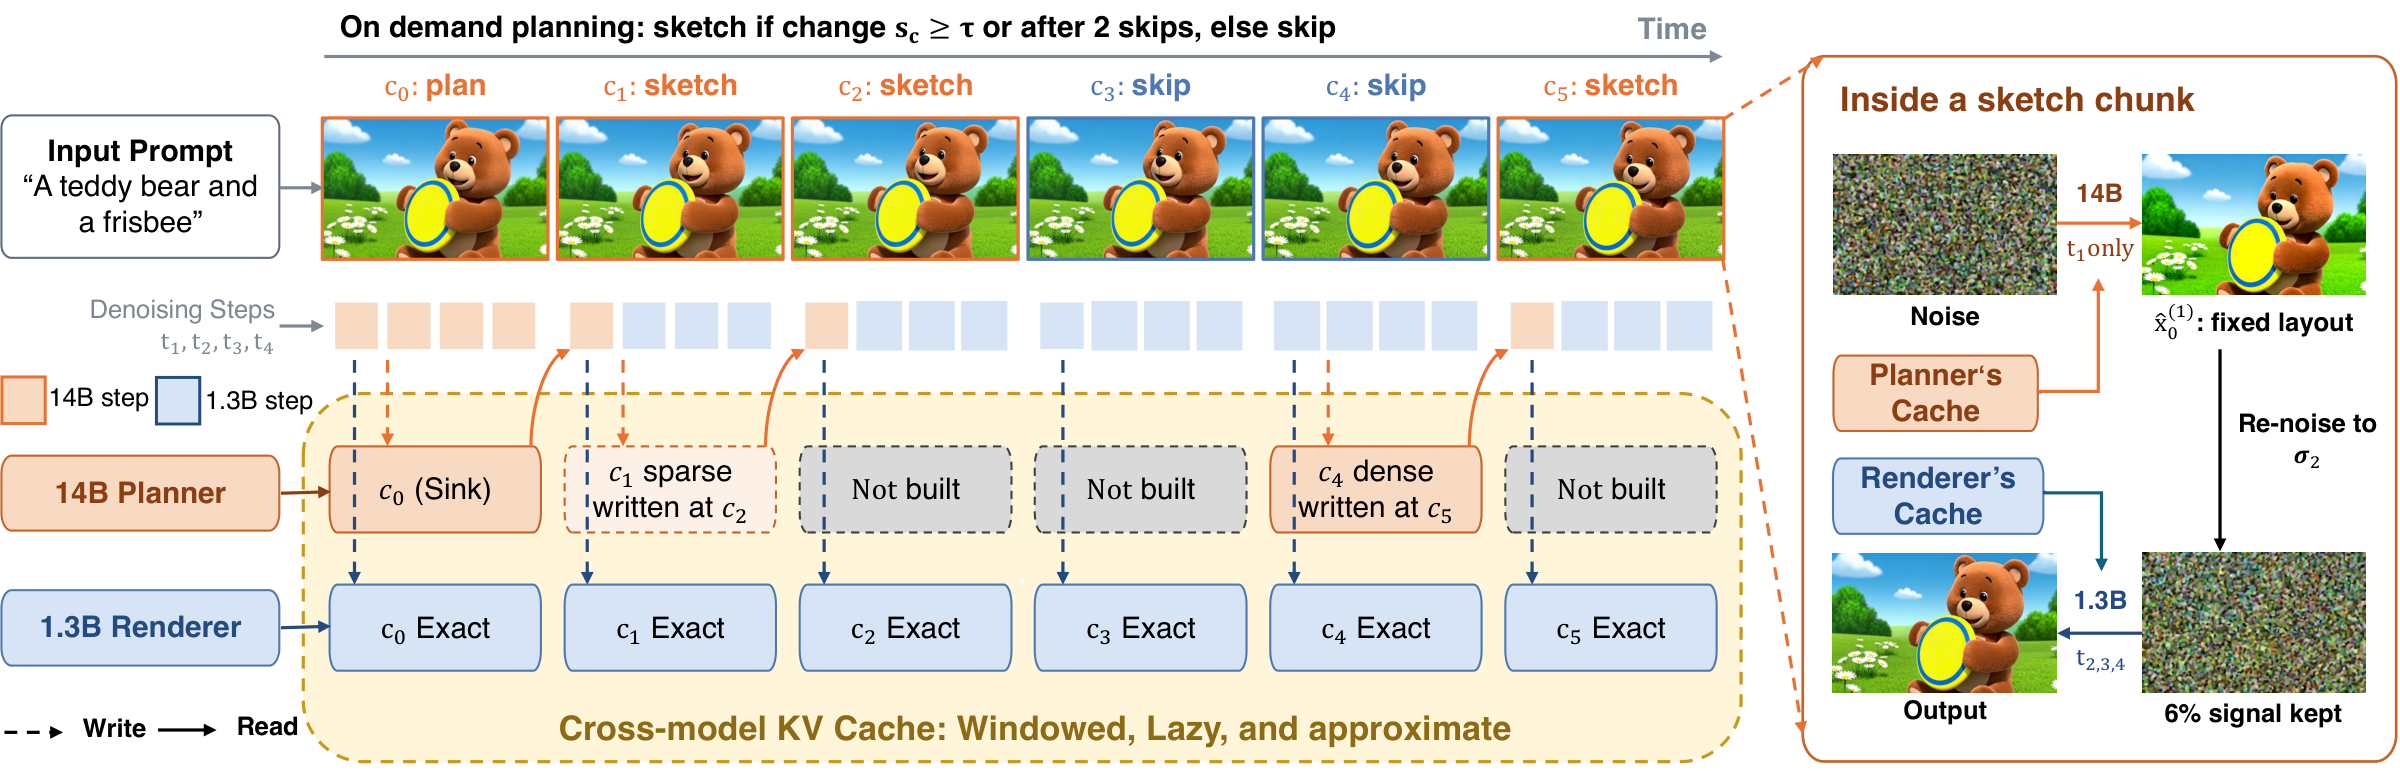 On demand planning: sketch if change s_c ≥ τ or after 2 skips, else skip
Time
c₀: plan
c₁: sketch
c₂: sketch
c₃: skip
c₄: skip
c₅: sketch
Input Prompt
“A teddy bear and
a frisbee”
Denoising Steps
t₁, t₂, t₃, t₄
14B step
1.3B step
14B Planner
c₀ (Sink)
c₁ sparse
written at c₂
Not built
Not built
c₄ dense
written at c₅
Not built
1.3B Renderer
c₀ Exact
c₁ Exact
c₂ Exact
c₃ Exact
c₄ Exact
c₅ Exact
Write
Read
Cross-model KV Cache: Windowed, Lazy, and approximate
Inside a sketch chunk
14B
t₁only
Noise
x̂₀⁽¹⁾: fixed layout
Planner‘s
Cache
Re-noise to
σ₂
Renderer’s
Cache
1.3B
t₂,₃,₄
Output
6% signal kept